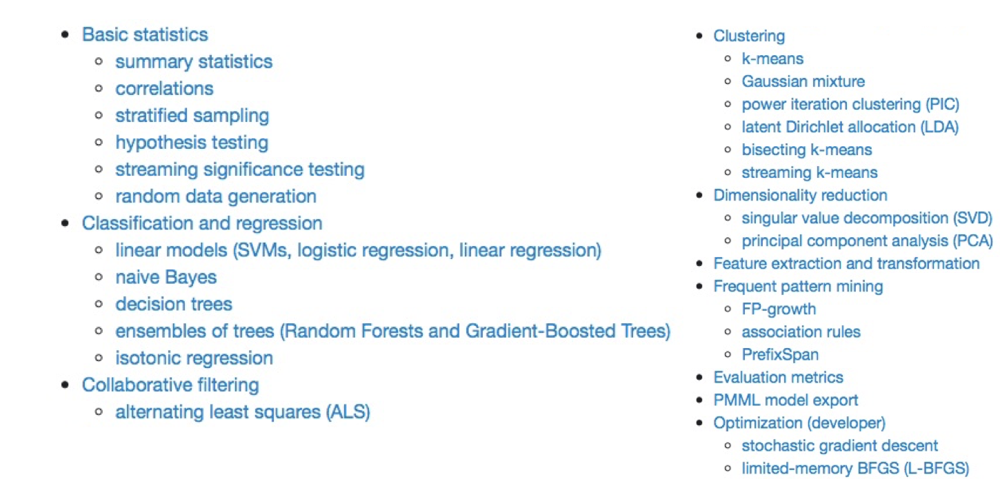 Basic statistics
summary statistics
correlations
stratified sampling
hypothesis testing
streaming significance testing
random data generation
Classification and regression
linear models (SVMs, logistic regression, linear regression)
naive Bayes
decision trees
ensembles of trees (Random Forests and Gradient-Boosted Trees)
isotonic regression
Collaborative filtering
alternating least squares (ALS)
Clustering
k-means
Gaussian mixture
power iteration clustering (PIC)
latent Dirichlet allocation (LDA)
bisecting k-means
streaming k-means
Dimensionality reduction
singular value decomposition (SVD)
principal component analysis (PCA)
Feature extraction and transformation
Frequent pattern mining
FP-growth
association rules
PrefixSpan
Evaluation metrics
PMML model export
Optimization (developer)
stochastic gradient descent
limited-memory BFGS (L-BFGS)